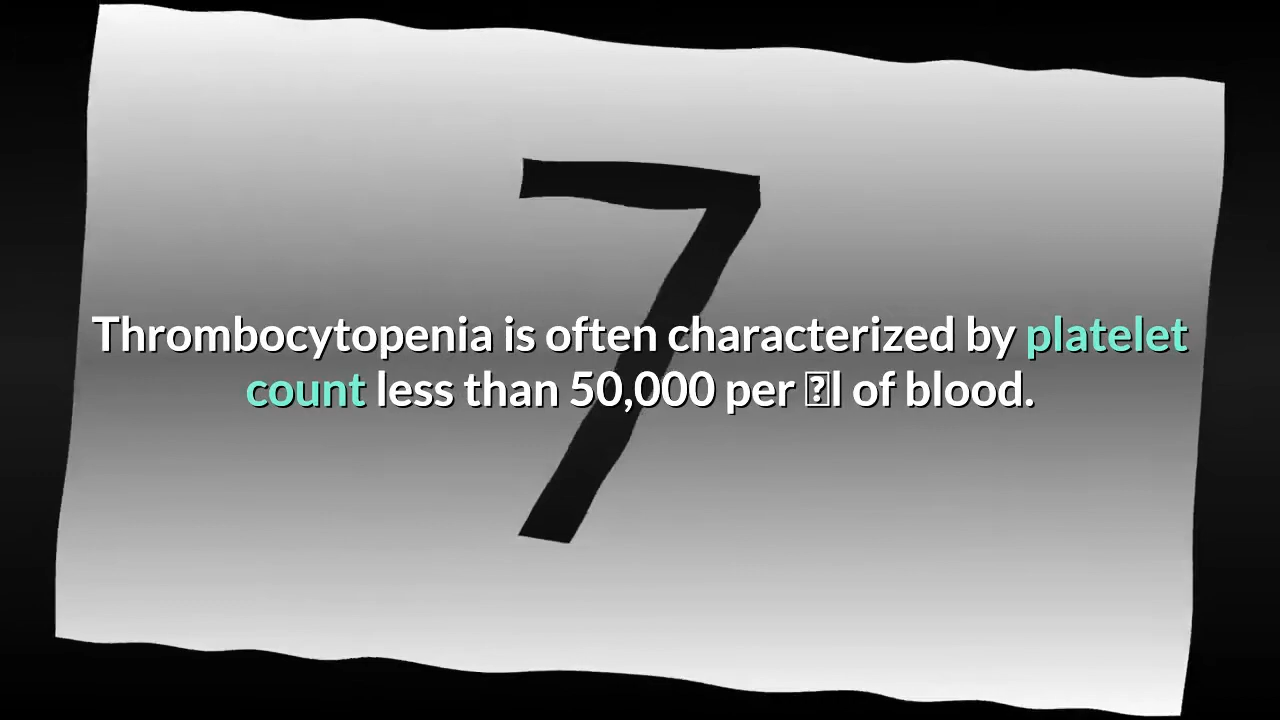 7
Thrombocytopenia is often characterized by platelet
count less than 50,000 per �l of blood.